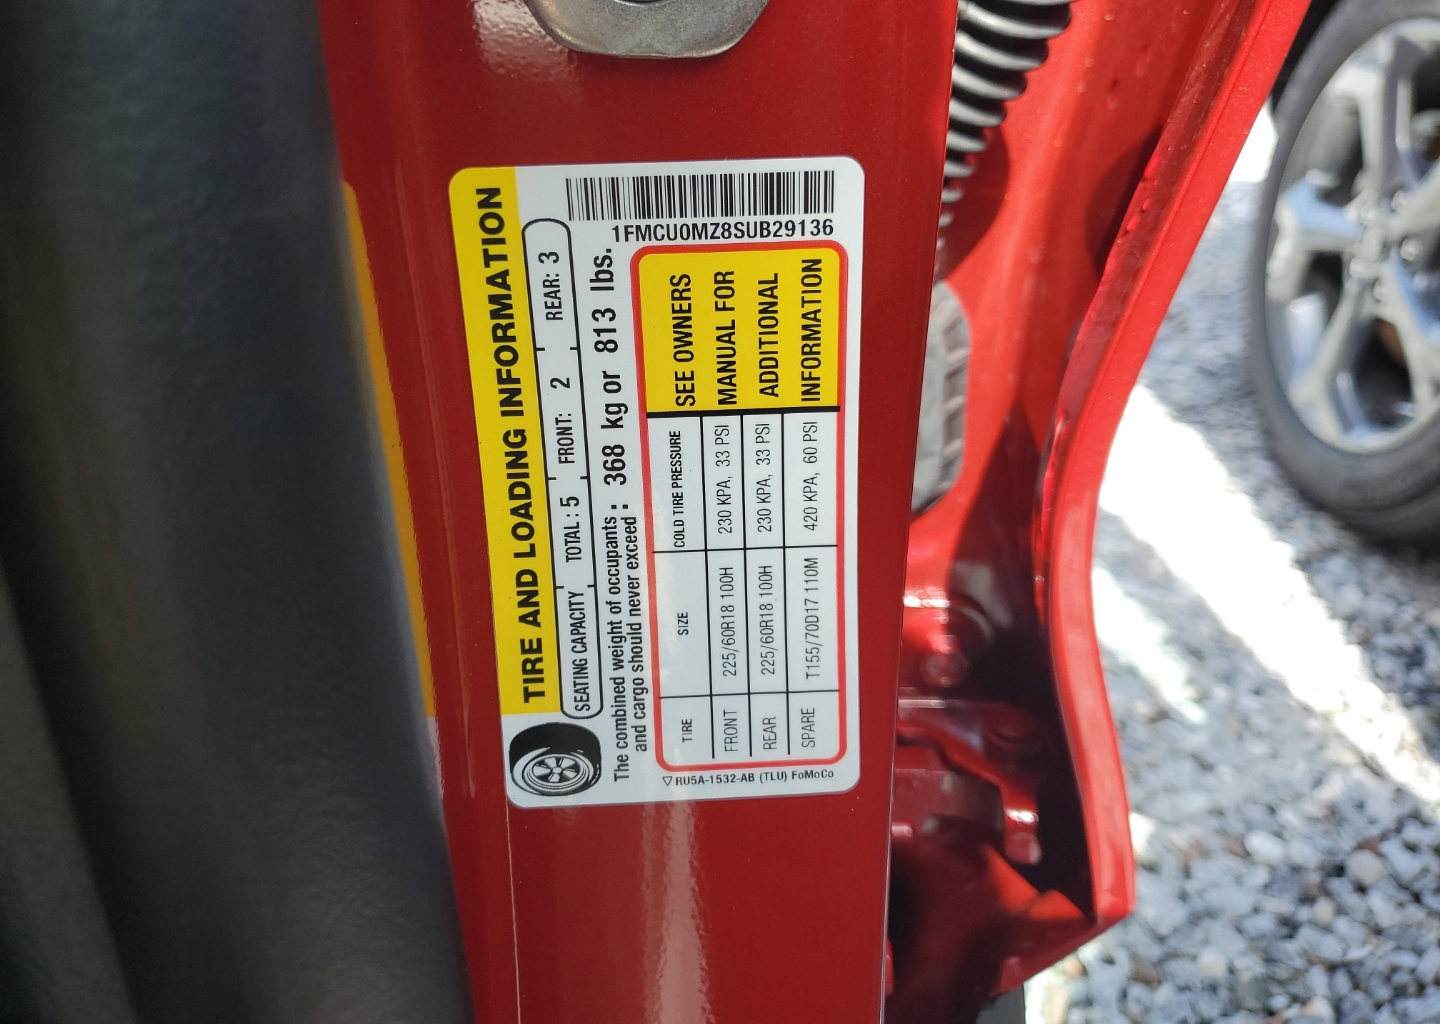 TIRE AND LOADING INFORMATION
SEATING CAPACITY TOTAL: 5 FRONT: 2 REAR: 3
The combined weight of occupants
and cargo should never exceed : 368 kg or 813 lbs.
1FMCU0MZ8SUB29136
TIRE SIZE COLD TIRE PRESSURE SEE OWNERS
FRONT 225/60R18 100H 230 KPA, 33 PSI MANUAL FOR
REAR 225/60R18 100H 230 KPA, 33 PSI ADDITIONAL
SPARE T155/70D17 110M 420 KPA, 60 PSI INFORMATION
RU5A-1532-AB (TLU) FoMoCo